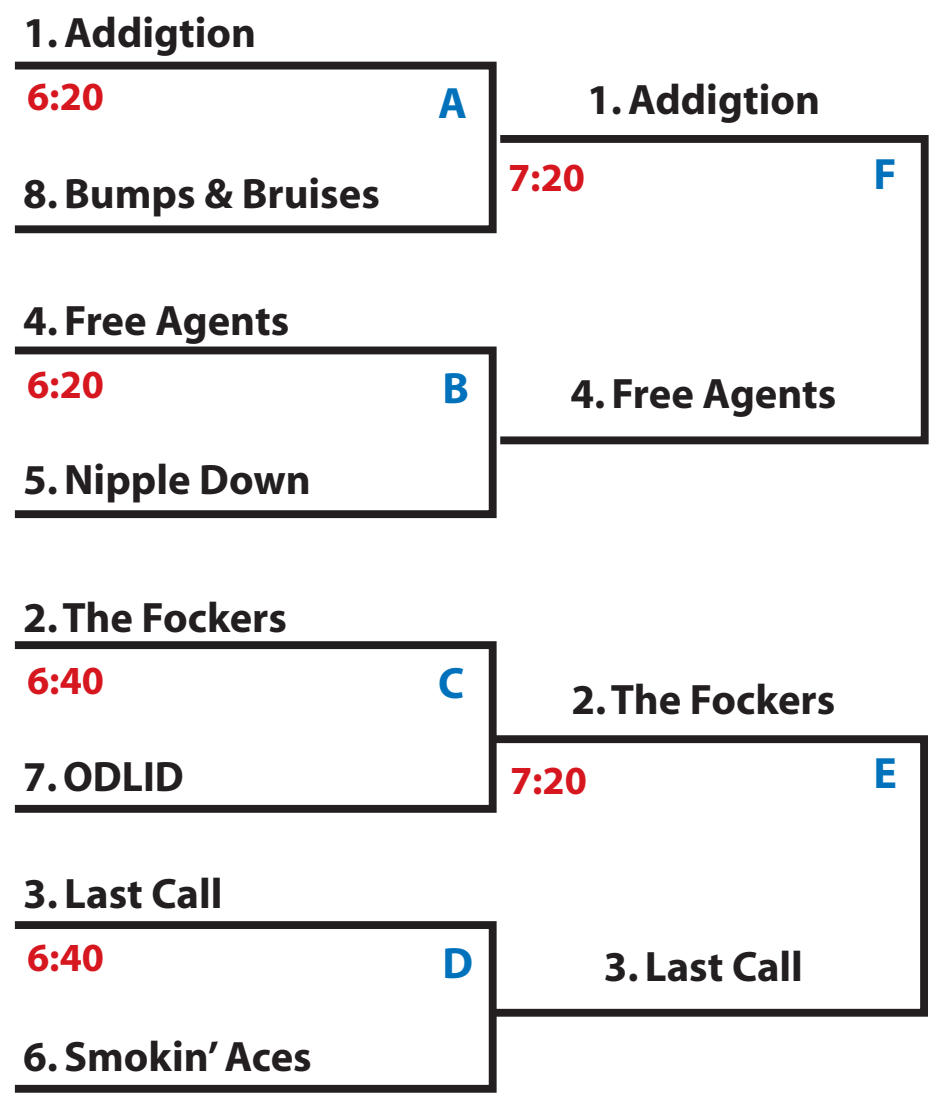 1. Addigtion
6:20
A
8. Bumps & Bruises
1. Addigtion
7:20
F
4. Free Agents
4. Free Agents
6:20
B
5. Nipple Down
2. The Fockers
6:40
C
7. ODLID
2. The Fockers
7:20
E
3. Last Call
3. Last Call
6:40
D
6. Smokin’ Aces